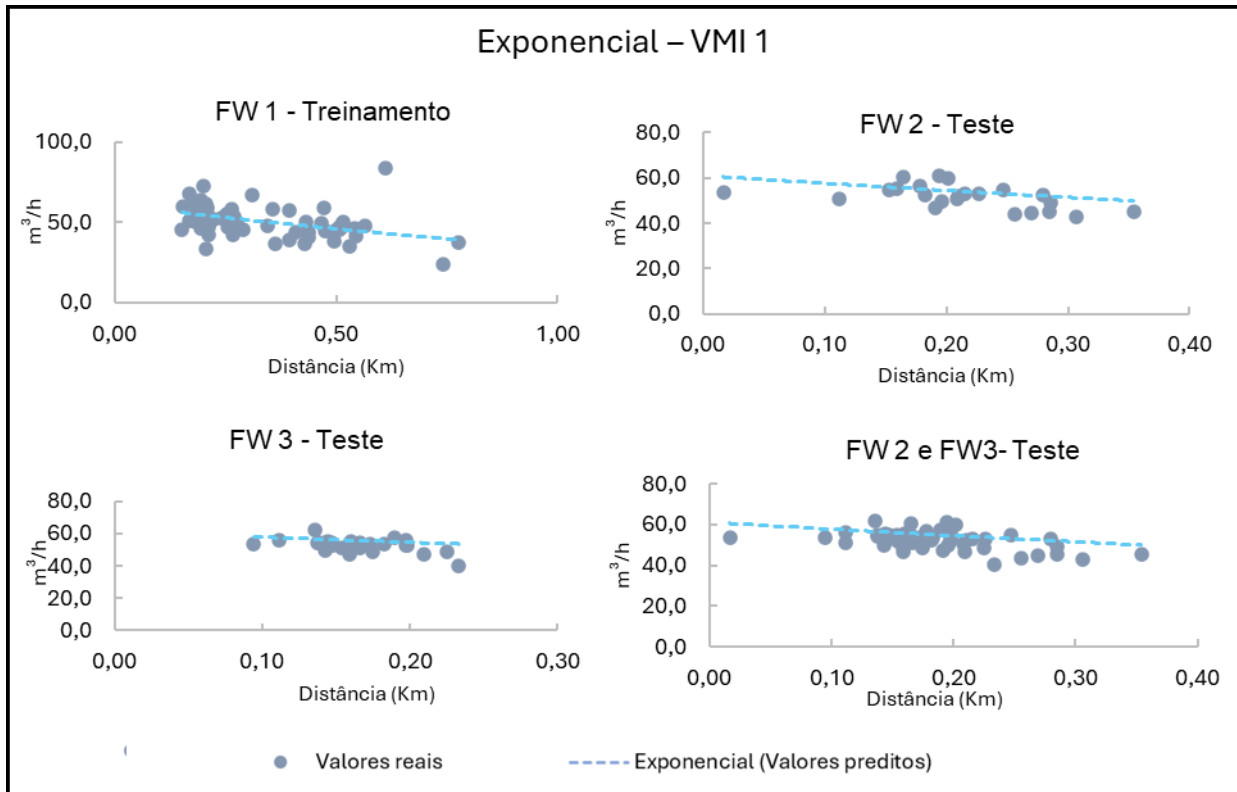 Exponencial – VMI 1
FW 1 - Treinamento
m³/h
100,0
50,0
0,0
0,00 0,50 1,00
Distância (Km)
FW 2 - Teste
m³/h
80,0
60,0
40,0
20,0
0,0
0,00 0,10 0,20 0,30 0,40
Distância (Km)
FW 3 - Teste
m³/h
80,0
60,0
40,0
20,0
0,0
0,00 0,10 0,20 0,30
Distância (Km)
FW 2 e FW3- Teste
m³/h
80,0
60,0
40,0
20,0
0,0
0,00 0,10 0,20 0,30 0,40
Distância (Km)
Valores reais Exponencial (Valores preditos)